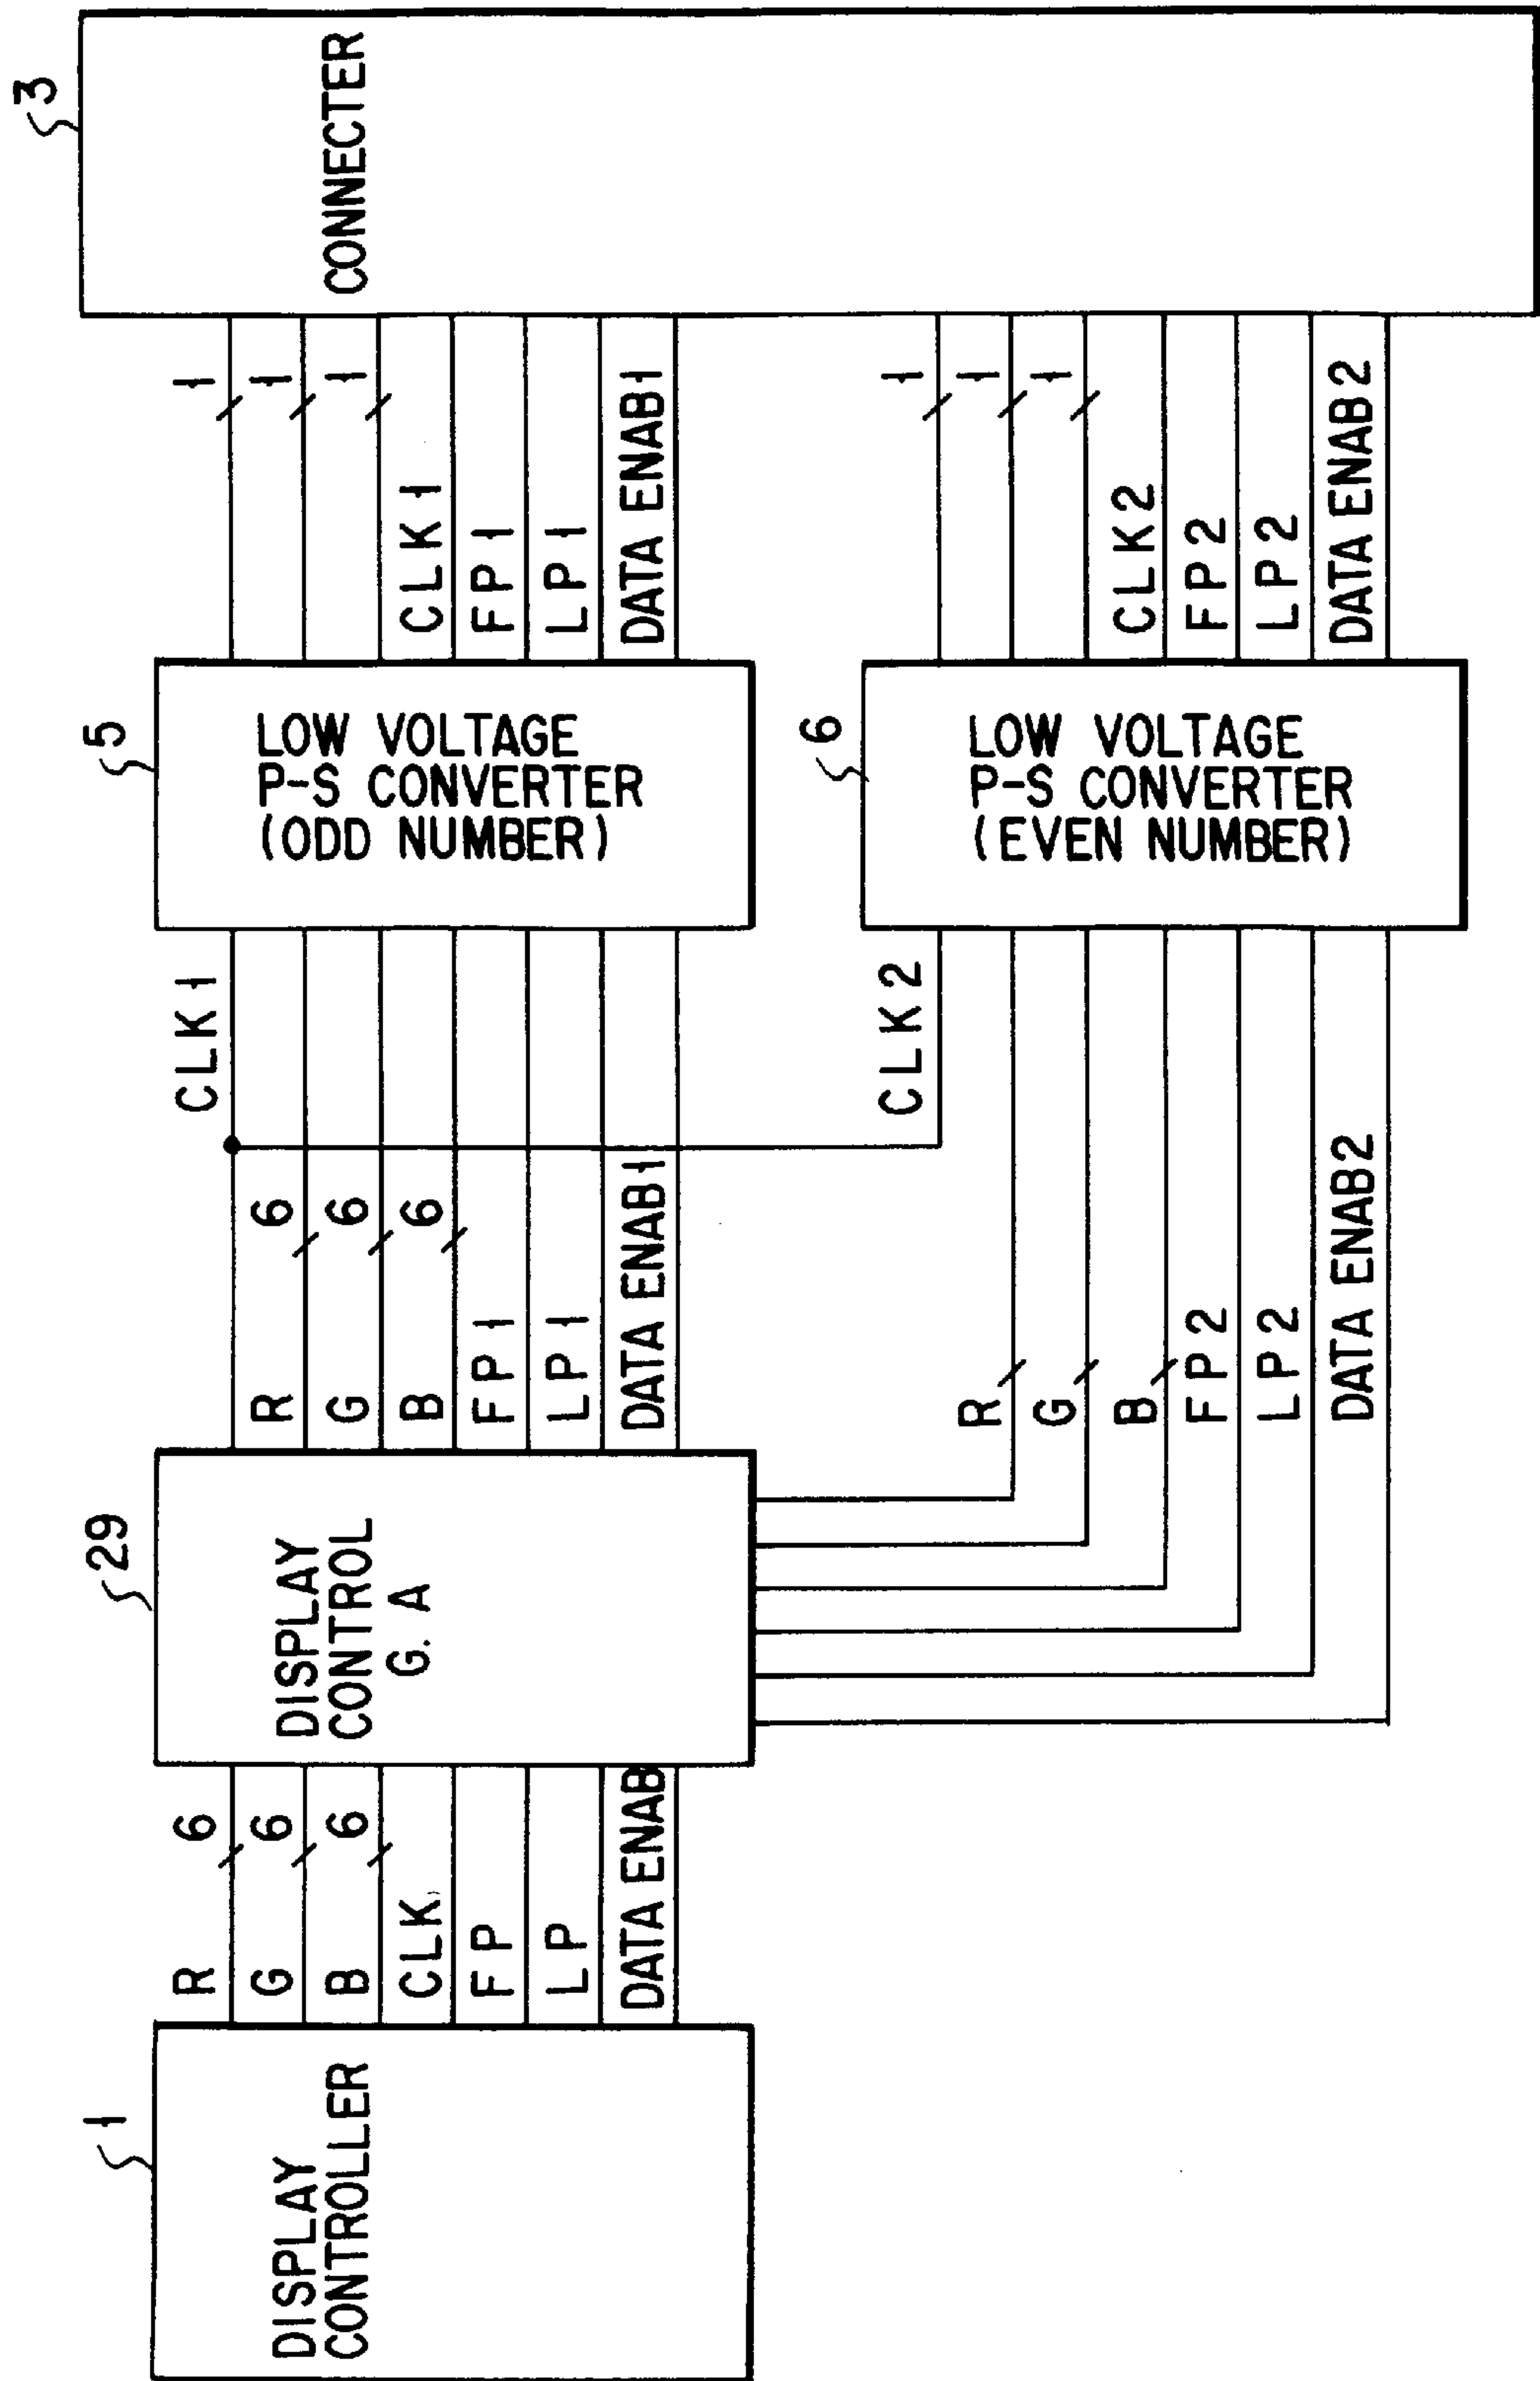 1
DISPLAY
CONTROLLER
R 6
G 6
B 6
CLK
FP
LP
DATA ENAB
29
DISPLAY
CONTROL
G. A
CLK1
R 6
G 6
B 6
FP1
LP1
DATA ENAB1
5
LOW VOLTAGE
P-S CONVERTER
(ODD NUMBER)
1
1
1
CLK1
FP1
LP1
DATA ENAB1
3
CONNECTER
CLK2
R
G
B
FP2
LP2
DATA ENAB2
6
LOW VOLTAGE
P-S CONVERTER
(EVEN NUMBER)
1
1
1
CLK2
FP2
LP2
DATA ENAB2